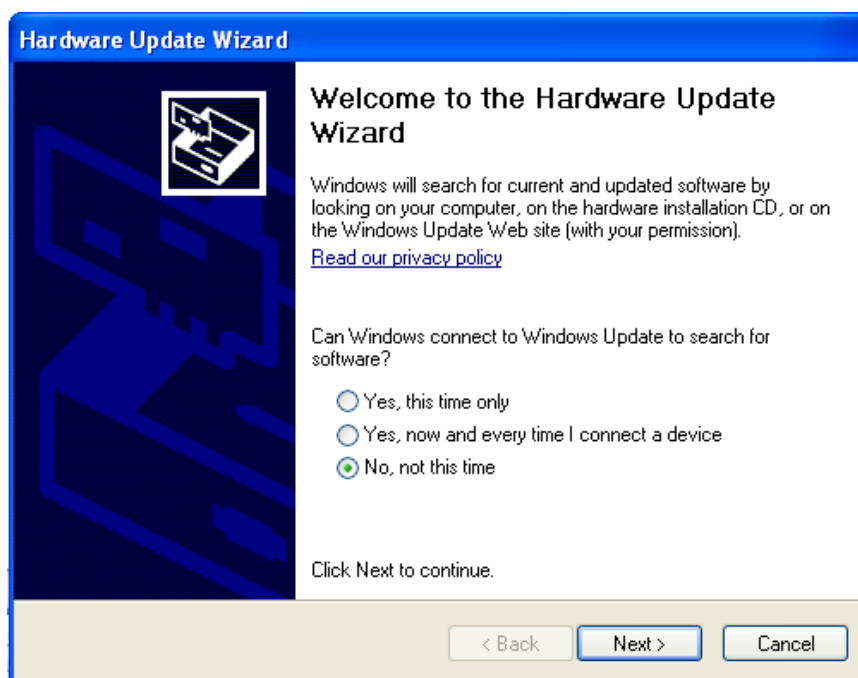 Hardware Update Wizard
Welcome to the Hardware Update
Wizard
Windows will search for current and updated software by
looking on your computer, on the hardware installation CD, or on
the Windows Update Web site (with your permission).
Read our privacy policy
Can Windows connect to Windows Update to search for
software?
Yes, this time only
Yes, now and every time I connect a device
No, not this time
Click Next to continue.
< Back Next > Cancel